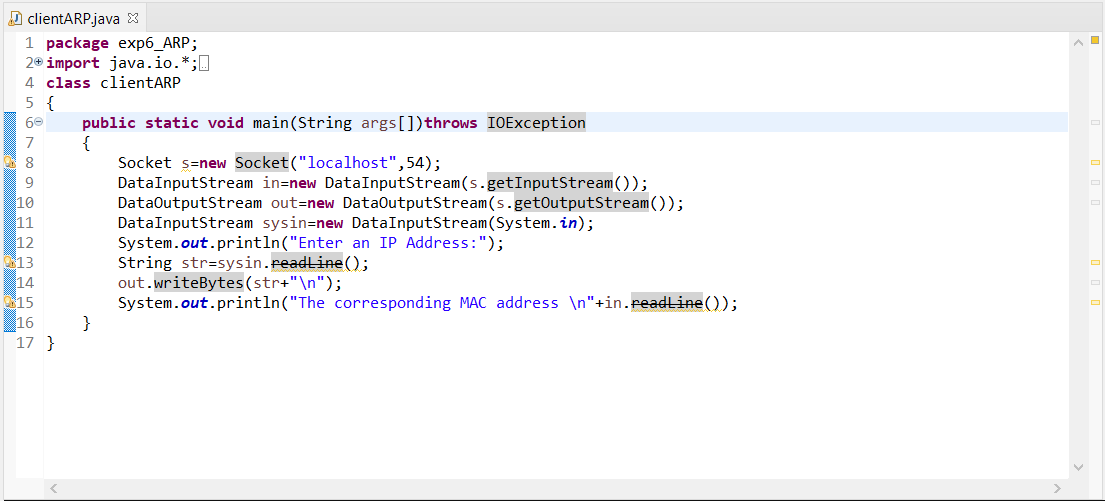 clientARP.java
1 package exp6_ARP;
2 import java.io.*;
4 class clientARP
5 {
6 public static void main(String args[])throws IOException
7 {
8 Socket s=new Socket("localhost",54);
9 DataInputStream in=new DataInputStream(s.getInputStream());
10 DataOutputStream out=new DataOutputStream(s.getOutputStream());
11 DataInputStream sysin=new DataInputStream(System.in);
12 System.out.println("Enter an IP Address:");
13 String str=sysin.readLine();
14 out.writeBytes(str+"\n");
15 System.out.println("The corresponding MAC address \n"+in.readLine());
16 }
17 }